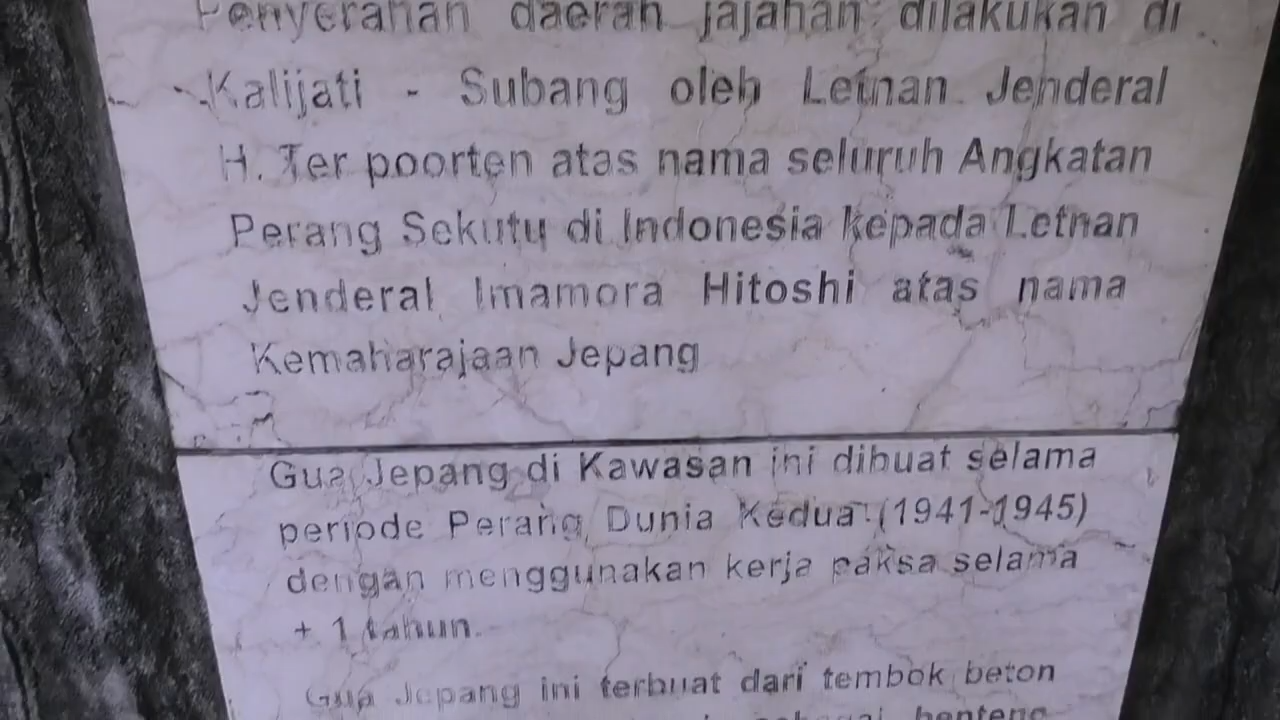 Penyerahan daerah jajahan dilakukan di
Kalijati - Subang oleh Letnan Jenderal
H. Ter poorten atas nama seluruh Angkatan
Perang Sekutu di Indonesia kepada Letnan
Jenderal Imamora Hitoshi atas nama
Kemaharajaan Jepang
Gua Jepang di Kawasan ini dibuat selama
periode Perang Dunia Kedua (1941-1945)
dengan menggunakan kerja paksa selama
+ 1 tahun.
Gua Jepang ini terbuat dari tembok beton
benteng